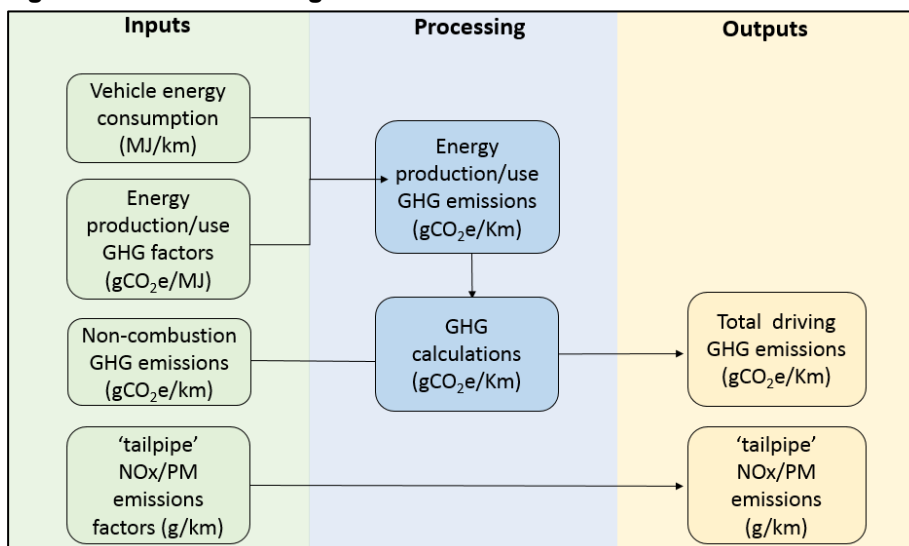 Inputs
Processing
Outputs
Vehicle energy
consumption
(MJ/km)
Energy
production/use
GHG factors
(gCO₂e/MJ)
Non-combustion
GHG emissions
(gCO₂e/km)
‘tailpipe’
NOx/PM
emissions
factors (g/km)
Energy
production/use
GHG emissions
(gCO₂e/Km)
GHG
calculations
(gCO₂e/Km)
Total driving
GHG emissions
(gCO₂e/Km)
‘tailpipe’
NOx/PM
emissions
(g/km)